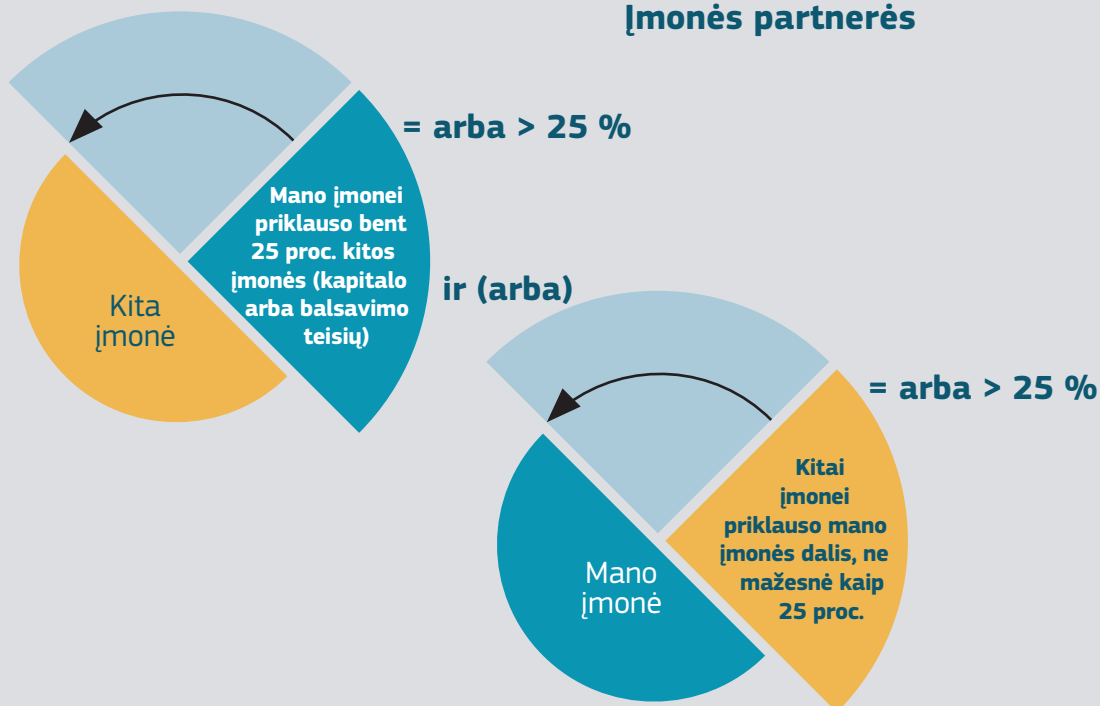 Įmonės partnerės
= arba > 25 %
Mano įmonei
priklauso bent
25 proc. kitos
įmonės (kapitalo
arba balsavimo
teisių)
Kita
įmonė
ir (arba)
= arba > 25 %
Kitai
įmonei
priklauso mano
įmonės dalis, ne
mažesnė kaip
25 proc.
Mano
įmonė